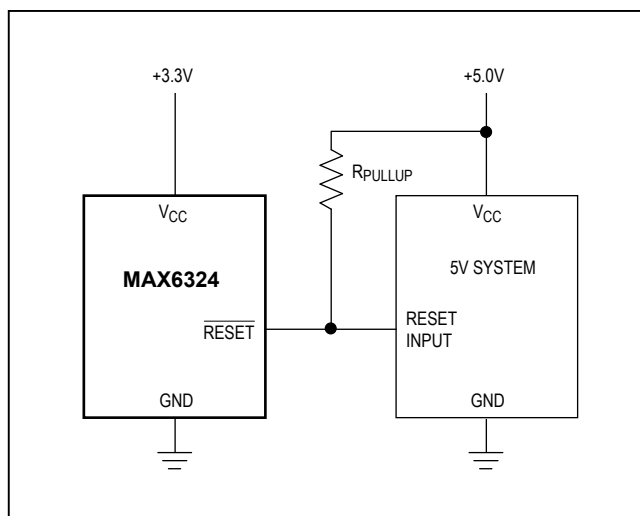 +3.3V
+5.0V
RPULLUP
VCC
VCC
MAX6324
5V SYSTEM
RESET
RESET
INPUT
GND
GND